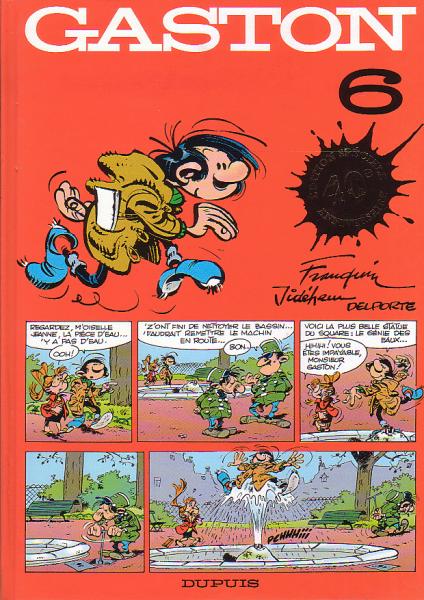 GASTON
6
40
Franquin
Jidéhem
DELPORTE
REGARDEZ, M'OISELLE
JEANNE, LA PIÈCE D'EAU...
'Y A PAS D'EAU.
OOH!
'Z'ONT FINI DE NETTOYER LE BASSIN...
FAUDRAIT REMETTRE LE MACHIN
EN ROUTE...
BON...
VOICI LA PLUS BELLE STATUE
DU SQUARE : LE GÉNIE DES
EAUX...
HIHIHI! VOUS
ÊTES IMPAYABLE,
MONSIEUR
GASTON!
PCHHHiii
DUPUIS